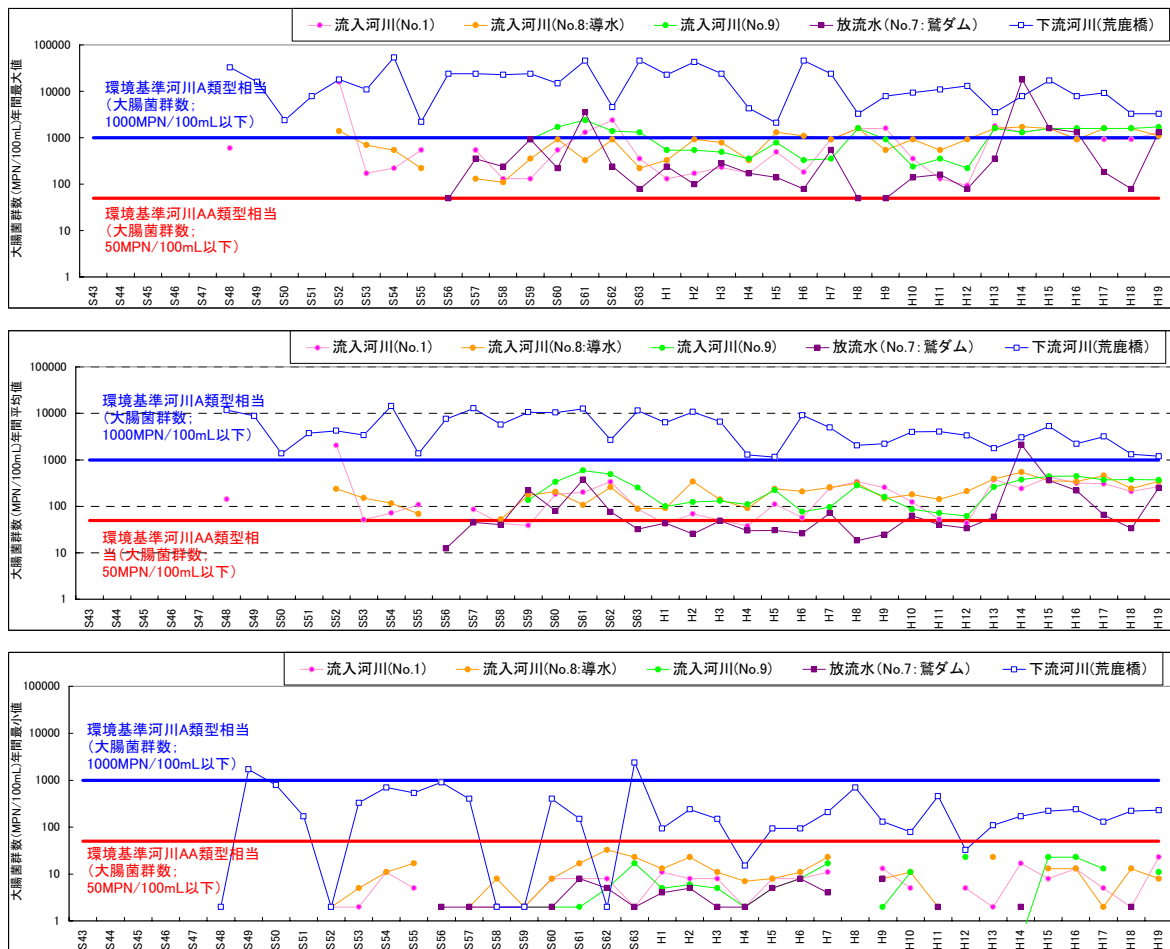 流入河川(No.1) 流入河川(No.8:導水) 流入河川(No.9) 放流水(No.7:鷲ダム) 下流河川(荒鹿橋)
大腸菌群数(MPN/100mL)年間最大値
100000
10000
1000
100
10
1
環境基準河川A類型相当
(大腸菌群数;
1000MPN/100mL以下)
環境基準河川AA類型相当
(大腸菌群数;
50MPN/100mL以下)
S43 S44 S45 S46 S47 S48 S49 S50 S51 S52 S53 S54 S55 S56 S57 S58 S59 S60 S61 S62 S63 H1 H2 H3 H4 H5 H6 H7 H8 H9 H10 H11 H12 H13 H14 H15 H16 H17 H18 H19
流入河川(No.1) 流入河川(No.8:導水) 流入河川(No.9) 放流水(No.7:鷲ダム) 下流河川(荒鹿橋)
大腸菌群数(MPN/100mL)年間平均値
100000
10000
1000
100
10
1
環境基準河川A類型相当
(大腸菌群数;
1000MPN/100mL以下)
環境基準河川AA類型相
当(大腸菌群数;
50MPN/100mL以下)
S43 S44 S45 S46 S47 S48 S49 S50 S51 S52 S53 S54 S55 S56 S57 S58 S59 S60 S61 S62 S63 H1 H2 H3 H4 H5 H6 H7 H8 H9 H10 H11 H12 H13 H14 H15 H16 H17 H18 H19
流入河川(No.1) 流入河川(No.8:導水) 流入河川(No.9) 放流水(No.7:鷲ダム) 下流河川(荒鹿橋)
大腸菌群数(MPN/100mL)年間最小値
100000
10000
1000
100
10
1
環境基準河川A類型相当
(大腸菌群数;
1000MPN/100mL以下)
環境基準河川AA類型相当
(大腸菌群数;
50MPN/100mL以下)
S43 S44 S45 S46 S47 S48 S49 S50 S51 S52 S53 S54 S55 S56 S57 S58 S59 S60 S61 S62 S63 H1 H2 H3 H4 H5 H6 H7 H8 H9 H10 H11 H12 H13 H14 H15 H16 H17 H18 H19